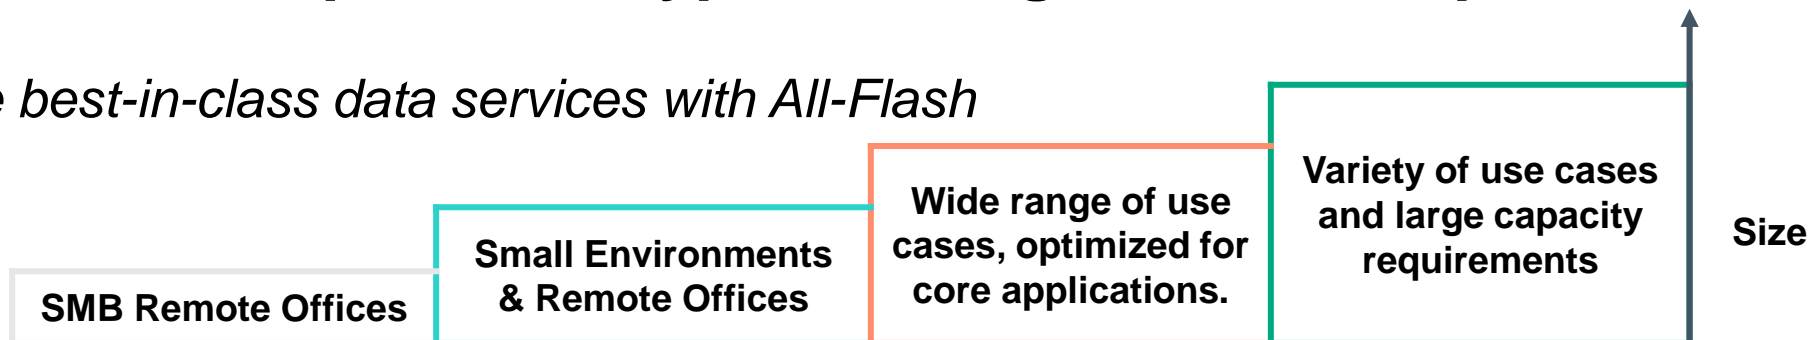 best-in-class data services with All-Flash
Variety of use cases
and large capacity
requirements
Wide range of use
cases, optimized for
core applications.
Size
Small Environments
& Remote Offices
SMB Remote Offices